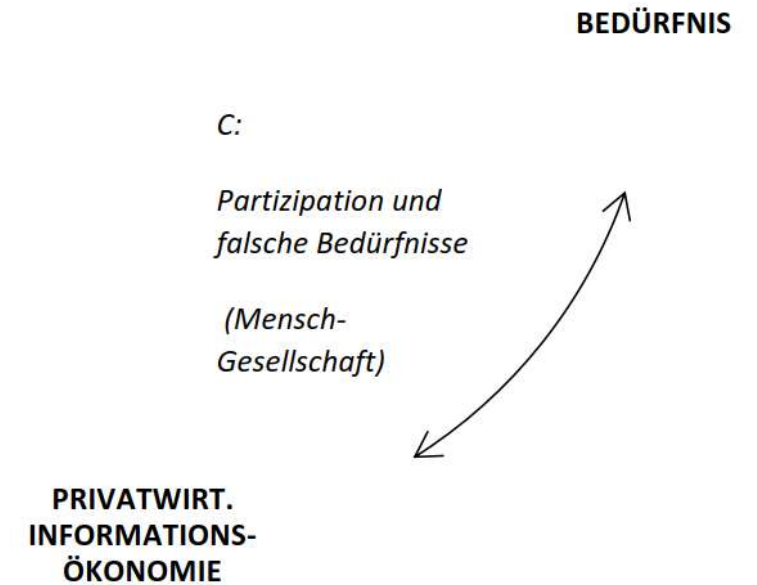 BEDÜRFNIS
C:
Partizipation und
falsche Bedürfnisse
(Mensch-
Gesellschaft)
PRIVATWIRT.
INFORMATIONS-
ÖKONOMIE